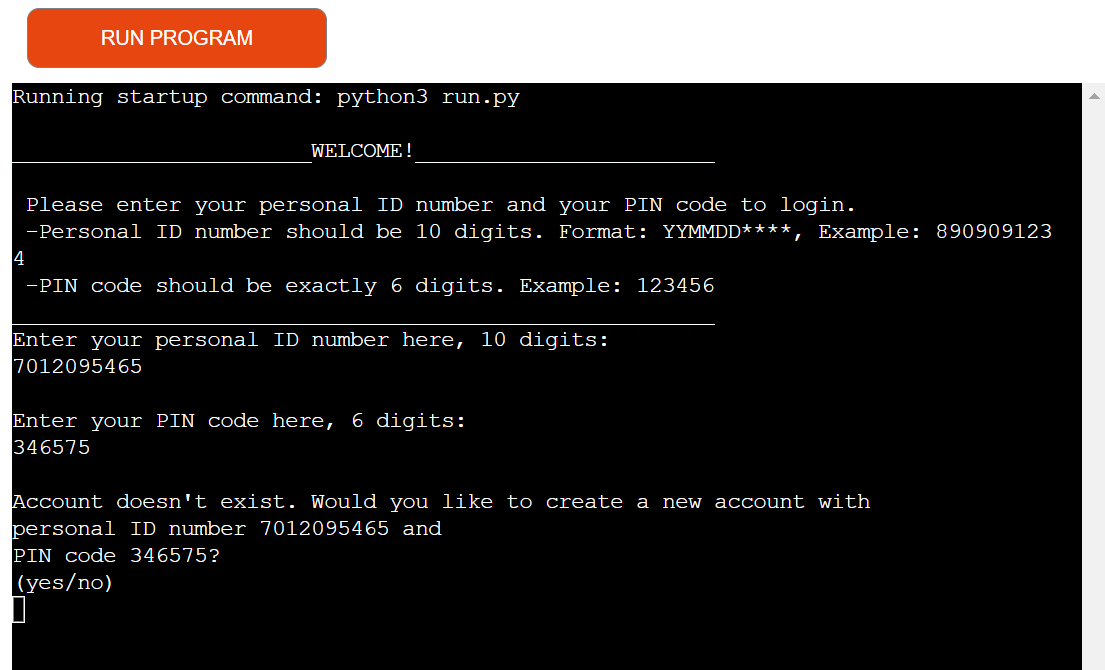 RUN PROGRAM
Running startup command: python3 run.py
_______________________WELCOME!_______________________
Please enter your personal ID number and your PIN code to login.
-Personal ID number should be 10 digits. Format: YYMMDD****, Example: 890909123
4
-PIN code should be exactly 6 digits. Example: 123456
______________________________________________________
Enter your personal ID number here, 10 digits:
7012095465
Enter your PIN code here, 6 digits:
346575
Account doesn't exist. Would you like to create a new account with
personal ID number 7012095465 and
PIN code 346575?
(yes/no)